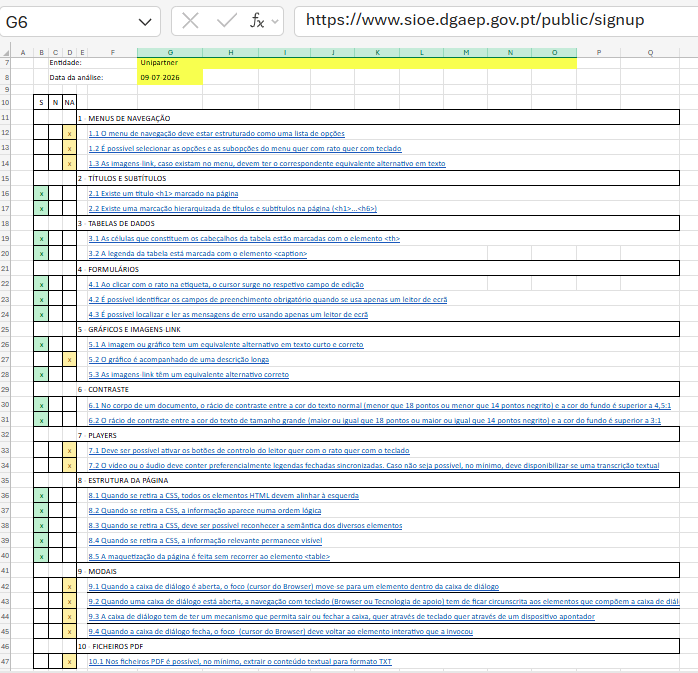 G6 fx https://www.sioe.dgaep.gov.pt/public/signup
A B C D E F G H I J K L M N O P Q
7 Entidade: Unipartner
8 Data da análise: 09-07-2026
9
10 S N NA
11 1 - MENUS DE NAVEGAÇÃO
12 x 1.1 O menu de navegação deve estar estruturado como uma lista de opções
13 x 1.2 É possível selecionar as opções e as subopções do menu quer com rato quer com teclado
14 x 1.3 As imagens-link, caso existam no menu, devem ter o correspondente equivalente alternativo em texto
15 2 - TÍTULOS E SUBTÍTULOS
16 x 2.1 Existe um título <h1> marcado na página
17 x 2.2 Existe uma marcação hierarquizada de títulos e subtítulos na página (<h1>...<h6>)
18 3 - TABELAS DE DADOS
19 x 3.1 As células que constituem os cabeçalhos da tabela estão marcadas com o elemento <th>
20 x 3.2 A legenda da tabela está marcada com o elemento <caption>
21 4 - FORMULÁRIOS
22 x 4.1 Ao clicar com o rato na etiqueta, o cursor surge no respetivo campo de edição
23 x 4.2 É possível identificar os campos de preenchimento obrigatório quando se usa apenas um leitor de ecrã
24 x 4.3 É possível localizar e ler as mensagens de erro usando apenas um leitor de ecrã
25 5 - GRÁFICOS E IMAGENS-LINK
26 x 5.1 A imagem ou gráfico tem um equivalente alternativo em texto curto e correto
27 x 5.2 O gráfico é acompanhado de uma descrição longa
28 x 5.3 As imagens-link têm um equivalente alternativo correto
29 6 - CONTRASTE
30 x 6.1 No corpo de um documento, o rácio de contraste entre a cor do texto normal (menor que 18 pontos ou menor que 14 pontos negrito) e a cor do fundo é superior a 4,5:1
31 x 6.2 O rácio de contraste entre a cor do texto de tamanho grande (maior ou igual que 18 pontos ou maior ou igual que 14 pontos negrito) e a cor do fundo é superior a 3:1
32 7 - PLAYERS
33 x 7.1 Deve ser possível ativar os botões de controlo do leitor quer com o rato quer com o teclado
34 x 7.2 O vídeo ou o áudio deve conter preferencialmente legendas fechadas sincronizadas. Caso não seja possível, no mínimo, deve disponibilizar-se uma transcrição textual
35 8 - ESTRUTURA DA PÁGINA
36 x 8.1 Quando se retira a CSS, todos os elementos HTML devem alinhar à esquerda
37 x 8.2 Quando se retira a CSS, a informação aparece numa ordem lógica
38 x 8.3 Quando se retira a CSS, deve ser possível reconhecer a semântica dos diversos elementos
39 x 8.4 Quando se retira a CSS, a informação relevante permanece visível
40 x 8.5 A maquetização da página é feita sem recorrer ao elemento <table>
41 9 - MODAIS
42 x 9.1 Quando a caixa de diálogo é aberta, o foco (cursor do Browser) move-se para um elemento dentro da caixa de diálogo
43 x 9.2 Quando uma caixa de diálogo está aberta, a navegação com teclado (Browser ou Tecnologia de apoio) tem de ficar circunscrita aos elementos que compõem a caixa de diál
44 x 9.3 A caixa de diálogo tem de ter um mecanismo que permita sair ou fechar a caixa, quer através de teclado quer através de um dispositivo apontador
45 x 9.4 Quando a caixa de diálogo fecha, o foco (cursor do Browser) deve voltar ao elemento interativo que a invocou
46 10 - FICHEIROS PDF
47 x 10.1 Nos ficheiros PDF é possível, no mínimo, extrair o conteúdo textual para formato TXT